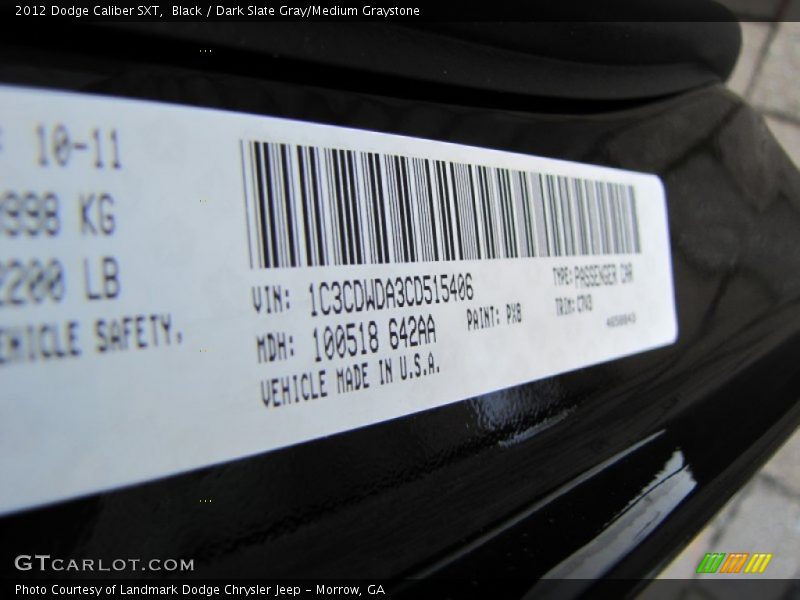 2012 Dodge Caliber SXT,  Black / Dark Slate Gray/Medium Graystone
10-11
998 KG
2200 LB
VEHICLE SAFETY.
VIN: 1C3CDWDA3CD515406
TYPE: PASSENGER CAR
MDH: 100518 642AA
PAINT: PX8
TRIM:
VEHICLE MADE IN U.S.A.
GTCARLOT.COM
Photo Courtesy of Landmark Dodge Chrysler Jeep - Morrow, GA